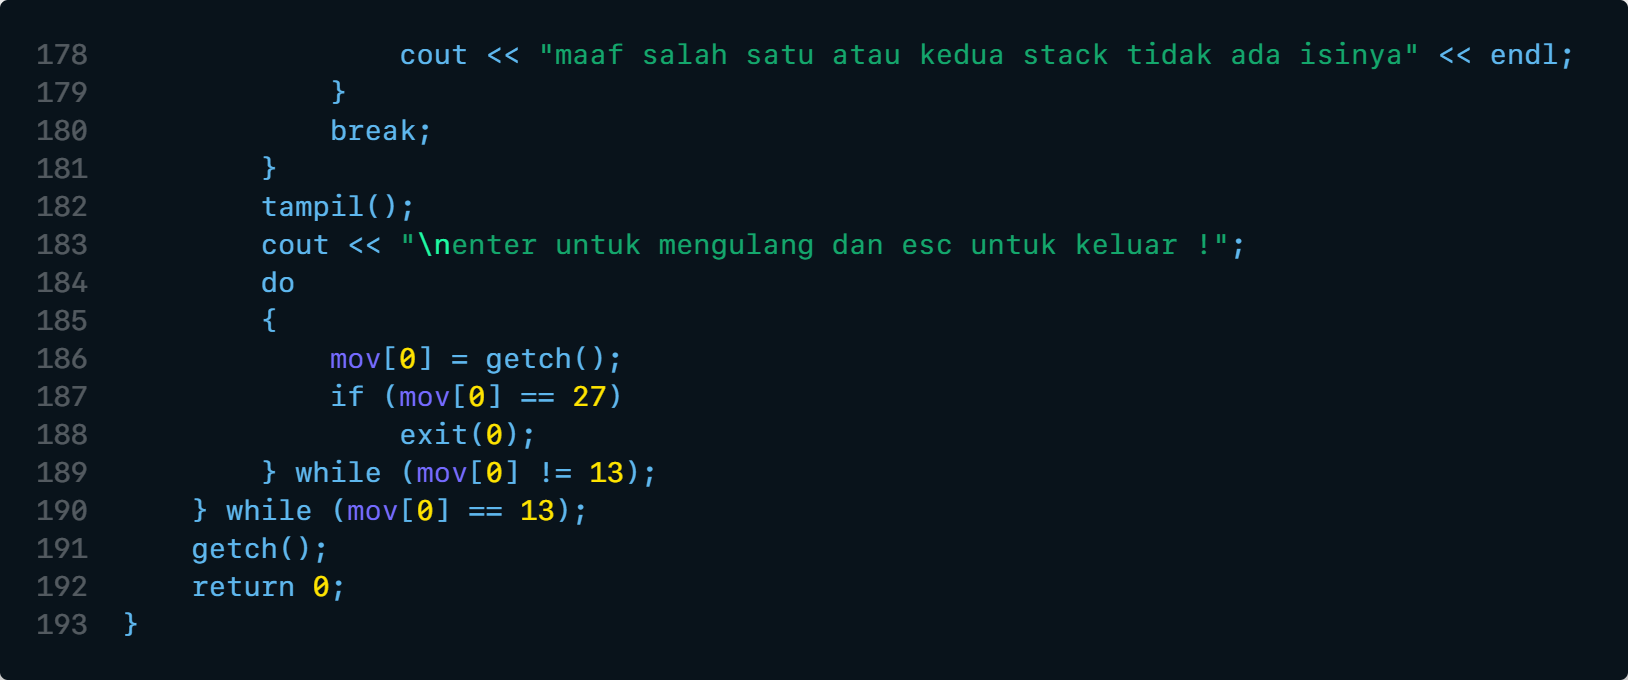 178                  cout << "maaf salah satu atau kedua stack tidak ada isinya" << endl;
179              }
180              break;
181          }
182          tampil();
183          cout << "\nenter untuk mengulang dan esc untuk keluar !";
184          do
185          {
186              mov[0] = getch();
187              if (mov[0] == 27)
188                  exit(0);
189          } while (mov[0] != 13);
190      } while (mov[0] == 13);
191      getch();
192      return 0;
193  }